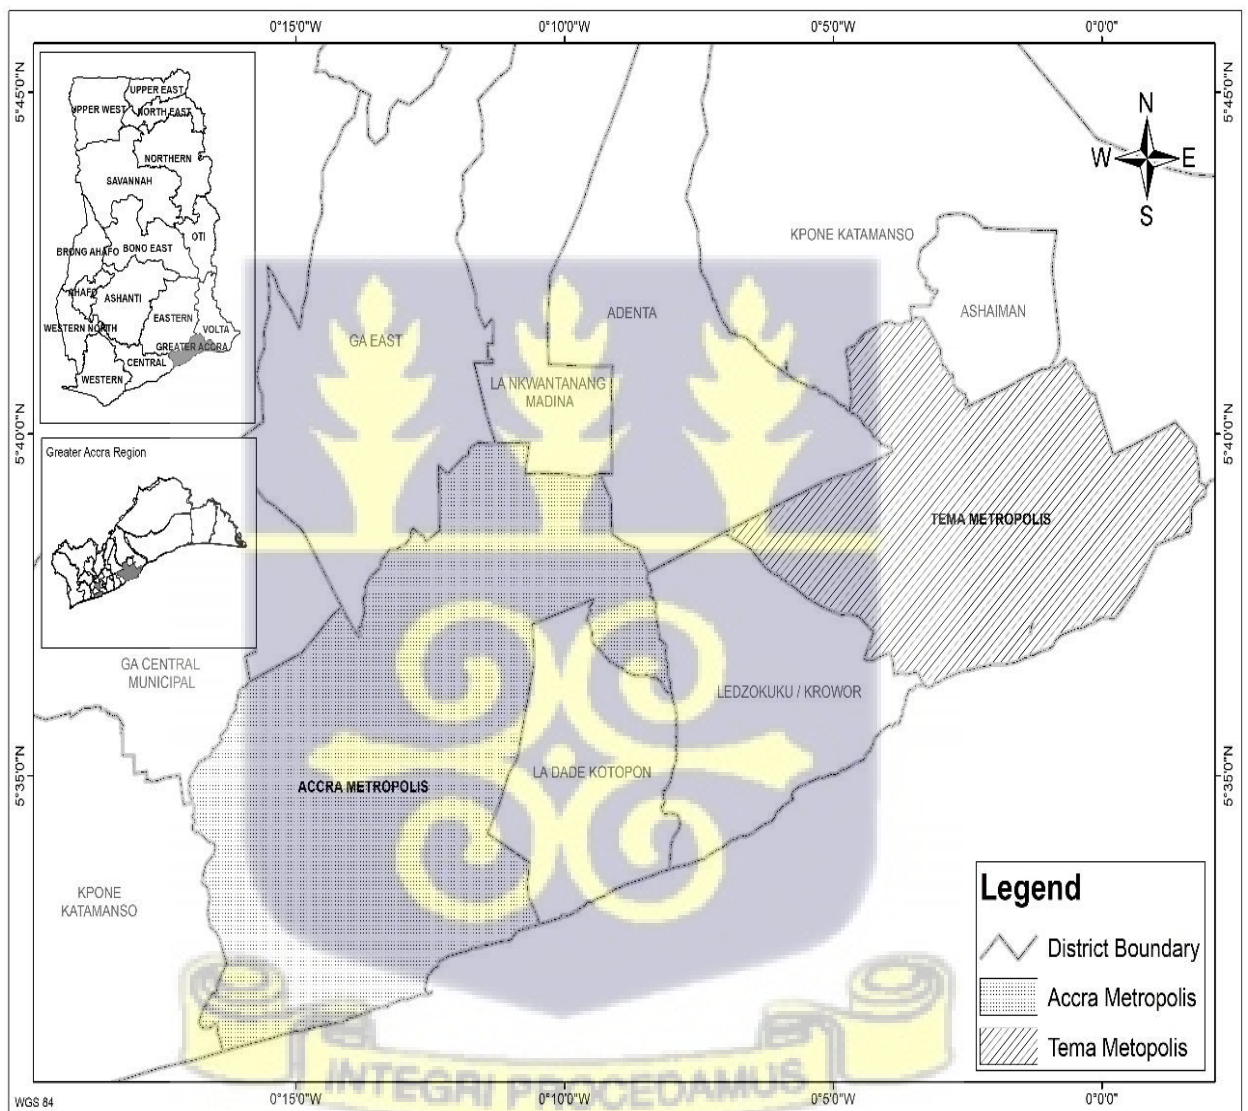 0°15'0"W
0°10'0"W
0°5'0"W
0°0'0"
5°45'0"N
5°45'0"N
N
W
E
S
UPPER EAST
UPPER WEST
NORTH EAST
NORTHERN
SAVANNAH
OTI
BRONG AHAFO
BONO EAST
AHAFO
ASHANTI
EASTERN
VOLTA
WESTERN NORTH
GREATER ACCRA
CENTRAL
WESTERN
KPONE KATAMANSO
ASHAIMAN
ADENTA
GA EAST
LA NKWANTANANG
MADINA
5°40'0"N
5°40'0"N
Greater Accra Region
TEMA METROPOLIS
GA CENTRAL
MUNICIPAL
LEDZOKUKU / KROWOR
LA DADE KOTOPON
ACCRA METROPOLIS
5°35'0"N
5°35'0"N
KPONE
KATAMANSO
Legend
District Boundary
Accra Metropolis
Tema Metopolis
INTEGRI PROCEDAMUS
WGS 84
0°15'0"W
0°10'0"W
0°5'0"W
0°0'0"